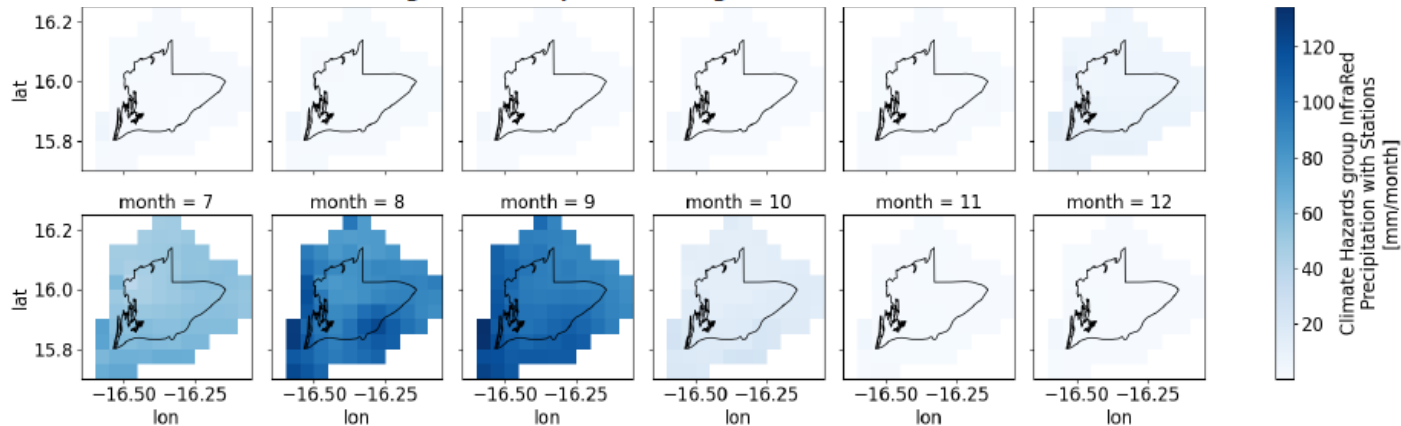 16.2
16.0
15.8
lat
month = 7 month = 8 month = 9 month = 10 month = 11 month = 12
16.2
16.0
15.8
lat
−16.50 −16.25 −16.50 −16.25 −16.50 −16.25 −16.50 −16.25 −16.50 −16.25 −16.50 −16.25
lon lon lon lon lon lon
120
100
80
60
40
20
Climate Hazards group InfraRed
Precipitation with Stations
[mm/month]